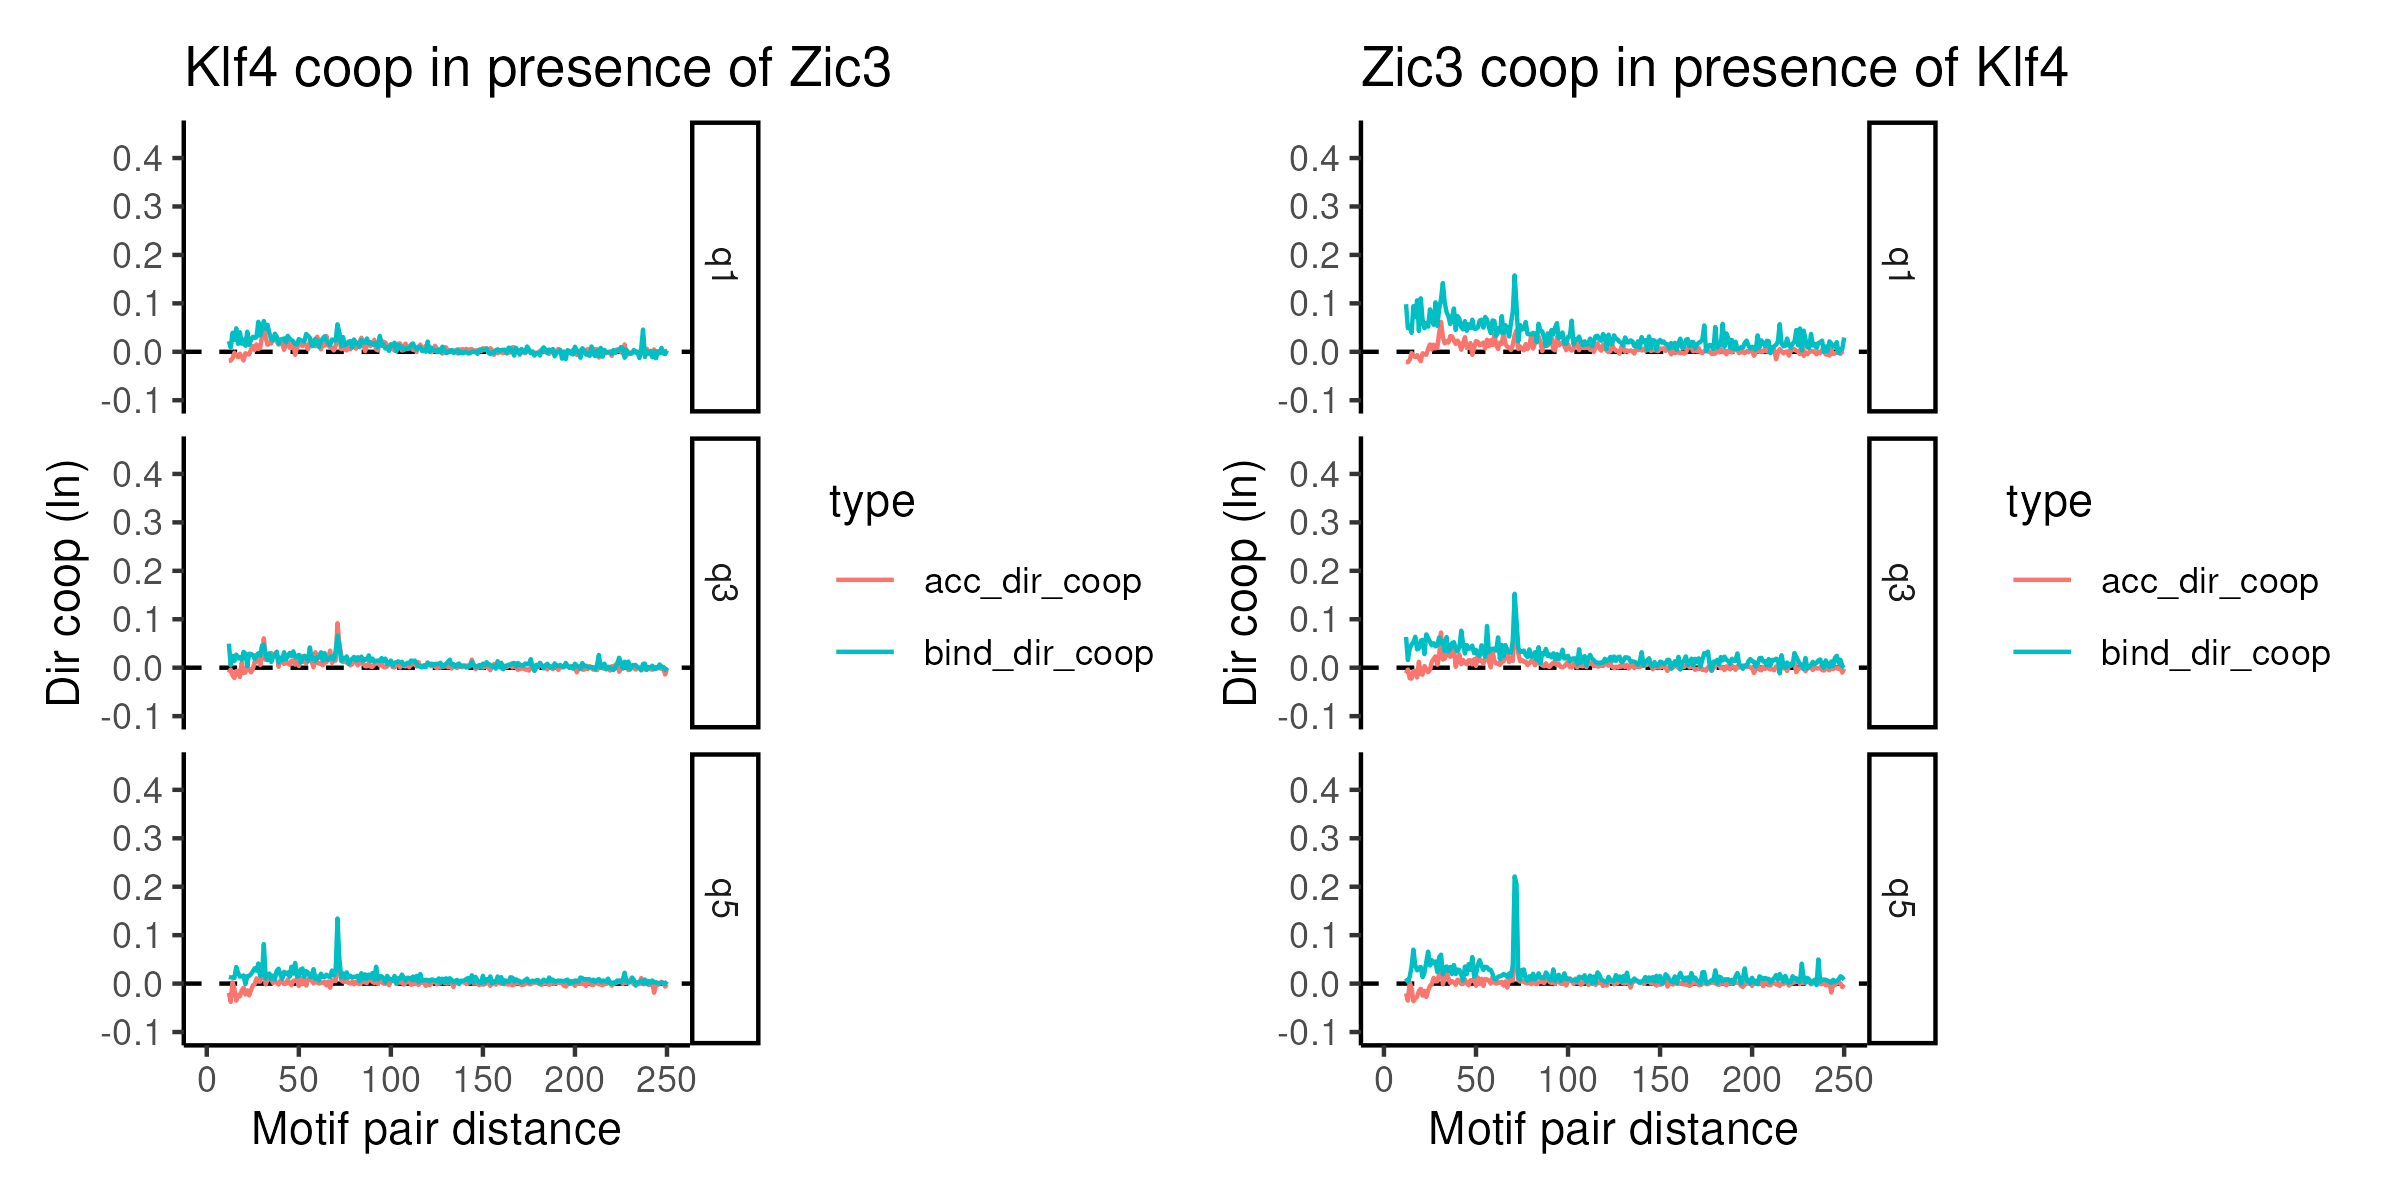 Klf4 coop in presence of Zic3
0.4
0.3
0.2
0.1
0.0
-0.1
q1
0.4
0.3
0.2
0.1
0.0
-0.1
q3
0.4
0.3
0.2
0.1
0.0
-0.1
q5
0 50 100 150 200 250
Motif pair distance
Dir coop (ln)
type
acc_dir_coop
bind_dir_coop
Zic3 coop in presence of Klf4
0.4
0.3
0.2
0.1
0.0
-0.1
q1
0.4
0.3
0.2
0.1
0.0
-0.1
q3
0.4
0.3
0.2
0.1
0.0
-0.1
q5
0 50 100 150 200 250
Motif pair distance
Dir coop (ln)
type
acc_dir_coop
bind_dir_coop